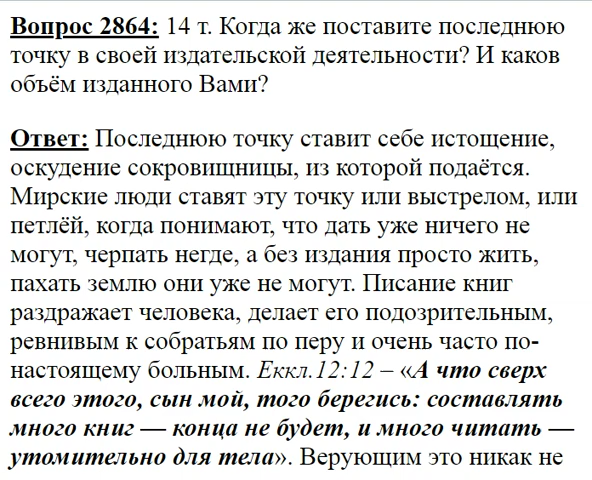 Вопрос 2864: 14 т. Когда же поставите последнюю
точку в своей издательской деятельности? И каков
объём изданного Вами?
Ответ: Последнюю точку ставит себе истощение,
оскудение сокровищницы, из которой подаётся.
Мирские люди ставят эту точку или выстрелом, или
петлёй, когда понимают, что дать уже ничего не
могут, черпать негде, а без издания просто жить,
пахать землю они уже не могут. Писание книг
раздражает человека, делает его подозрительным,
ревнивым к собратьям по перу и очень часто по-
настоящему больным. Еккл.12:12 – «А что сверх
всего этого, сын мой, того берегись: составлять
много книг — конца не будет, и много читать —
утомительно для тела». Верующим это никак не